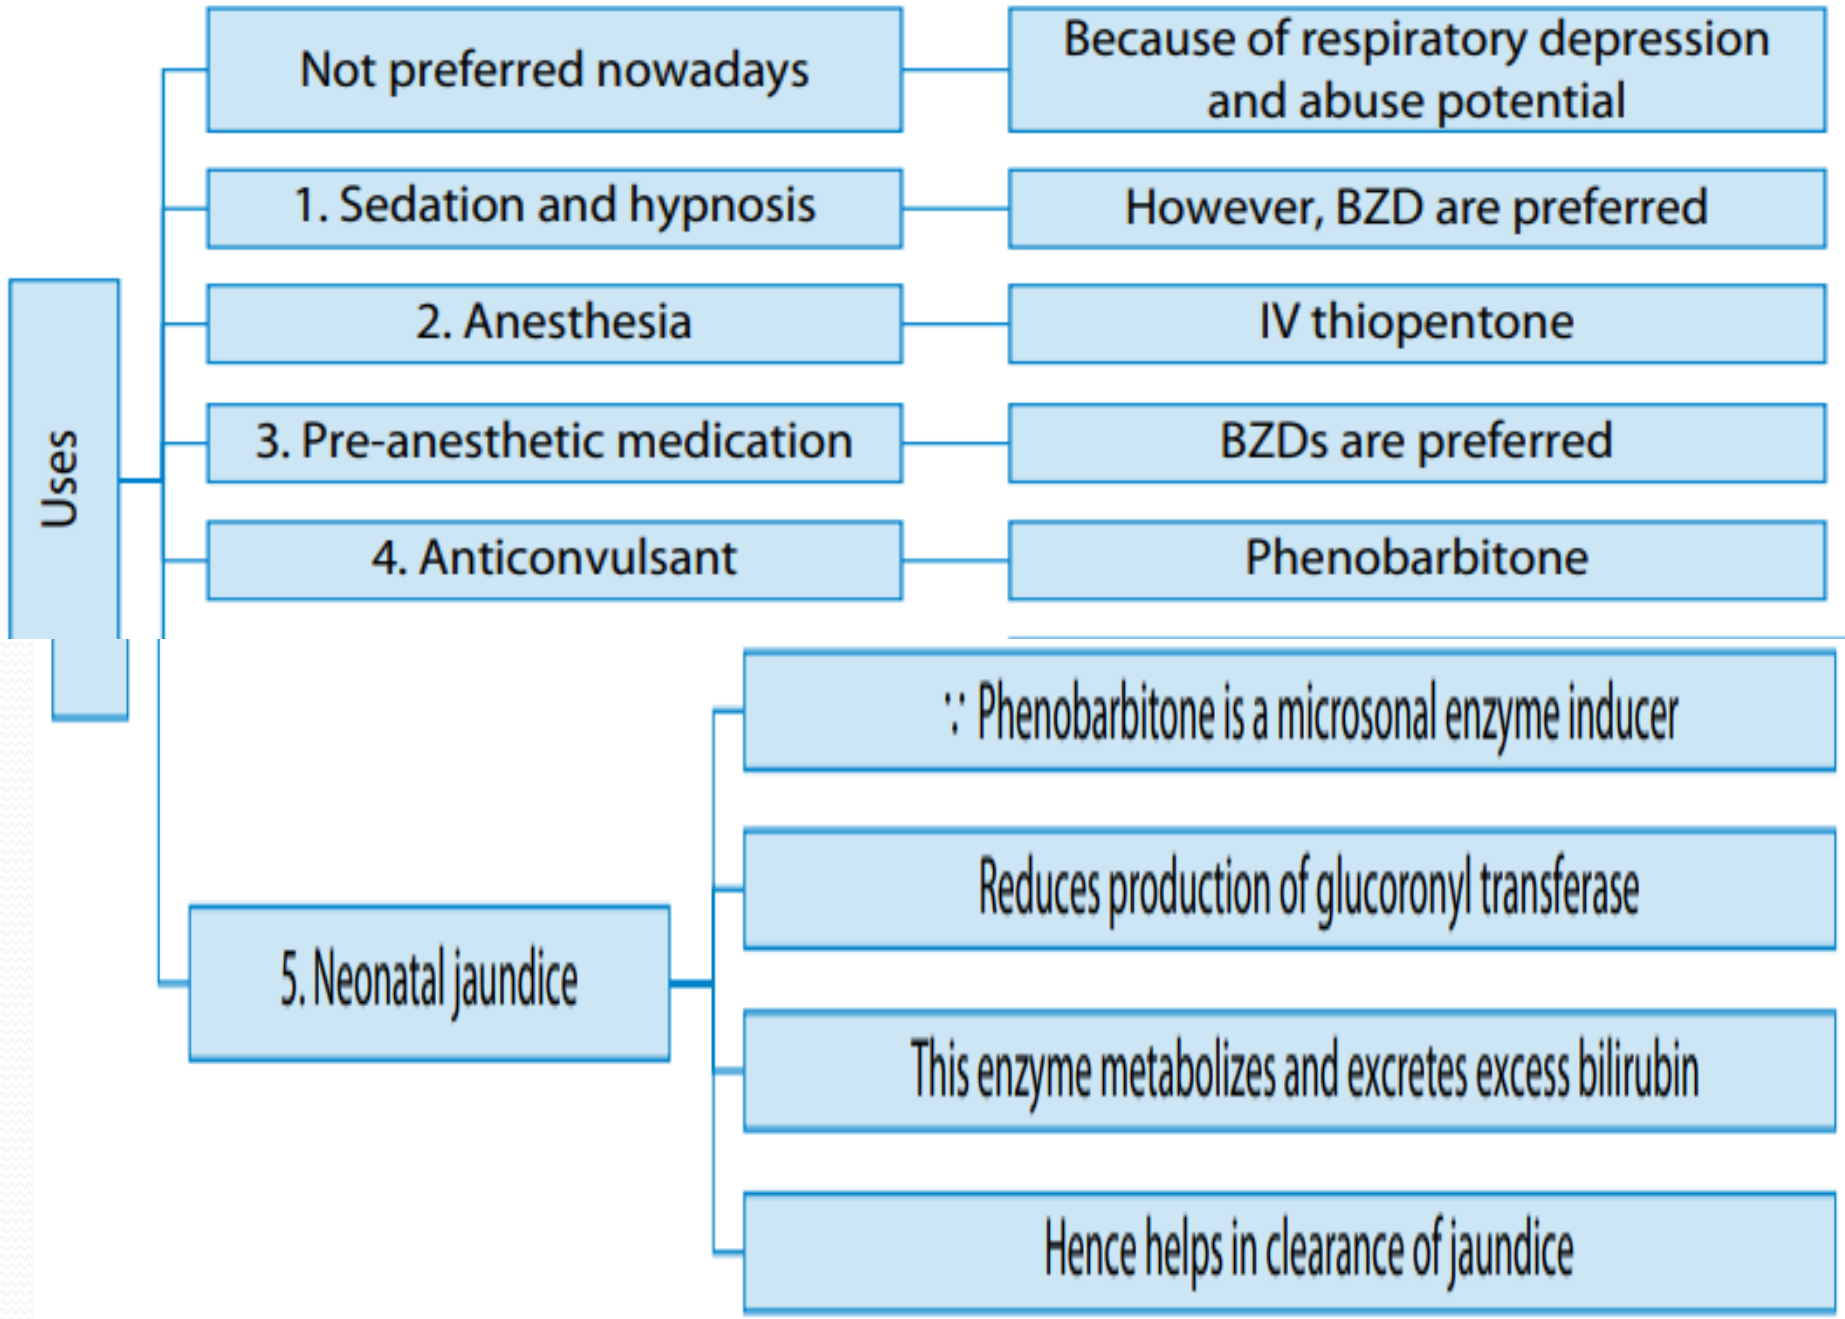 Uses
Not preferred nowadays
Because of respiratory depression
and abuse potential
1. Sedation and hypnosis
However, BZD are preferred
2. Anesthesia
IV thiopentone
3. Pre-anesthetic medication
BZDs are preferred
4. Anticonvulsant
Phenobarbitone
5. Neonatal jaundice
∵ Phenobarbitone is a microsonal enzyme inducer
Reduces production of glucoronyl transferase
This enzyme metabolizes and excretes excess bilirubin
Hence helps in clearance of jaundice